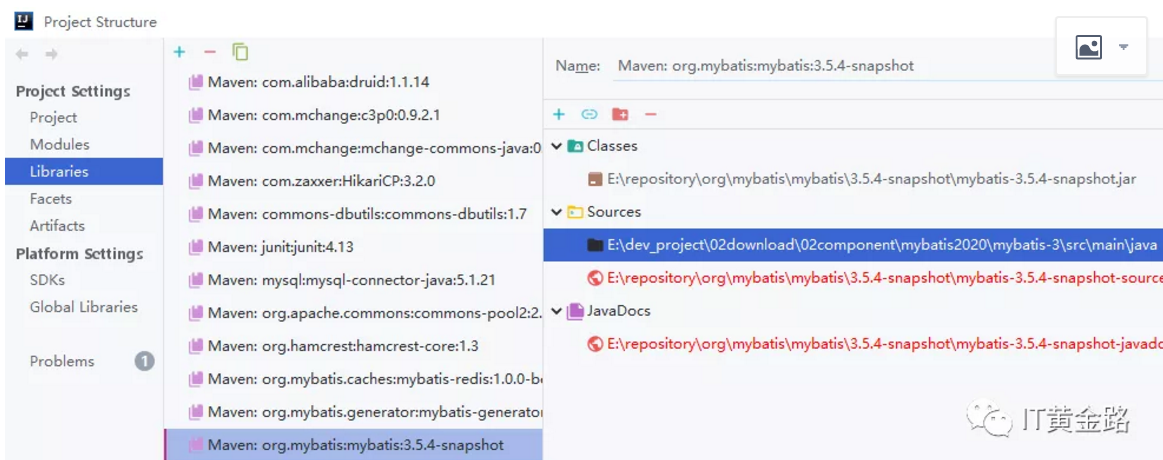 Project Structure
Project Settings
Project
Modules
Libraries
Facets
Artifacts
Platform Settings
SDKs
Global Libraries
Problems 1
Maven: com.alibaba:druid:1.1.14
Maven: com.mchange:c3p0:0.9.2.1
Maven: com.mchange:mchange-commons-java:0
Maven: com.zaxxer:HikariCP:3.2.0
Maven: commons-dbutils:commons-dbutils:1.7
Maven: junit:junit:4.13
Maven: mysql:mysql-connector-java:5.1.21
Maven: org.apache.commons:commons-pool2:2.
Maven: org.hamcrest:hamcrest-core:1.3
Maven: org.mybatis.caches:mybatis-redis:1.0.0-be
Maven: org.mybatis.generator:mybatis-generator
Maven: org.mybatis:mybatis:3.5.4-snapshot
Name: Maven: org.mybatis:mybatis:3.5.4-snapshot
Classes
E:\repository\org\mybatis\mybatis\3.5.4-snapshot\mybatis-3.5.4-snapshot.jar
Sources
E:\dev_project\02download\02component\mybatis2020\mybatis-3\src\main\java
E:\repository\org\mybatis\mybatis\3.5.4-snapshot\mybatis-3.5.4-snapshot-source
JavaDocs
E:\repository\org\mybatis\mybatis\3.5.4-snapshot\mybatis-3.5.4-snapshot-javado
IT黄金路